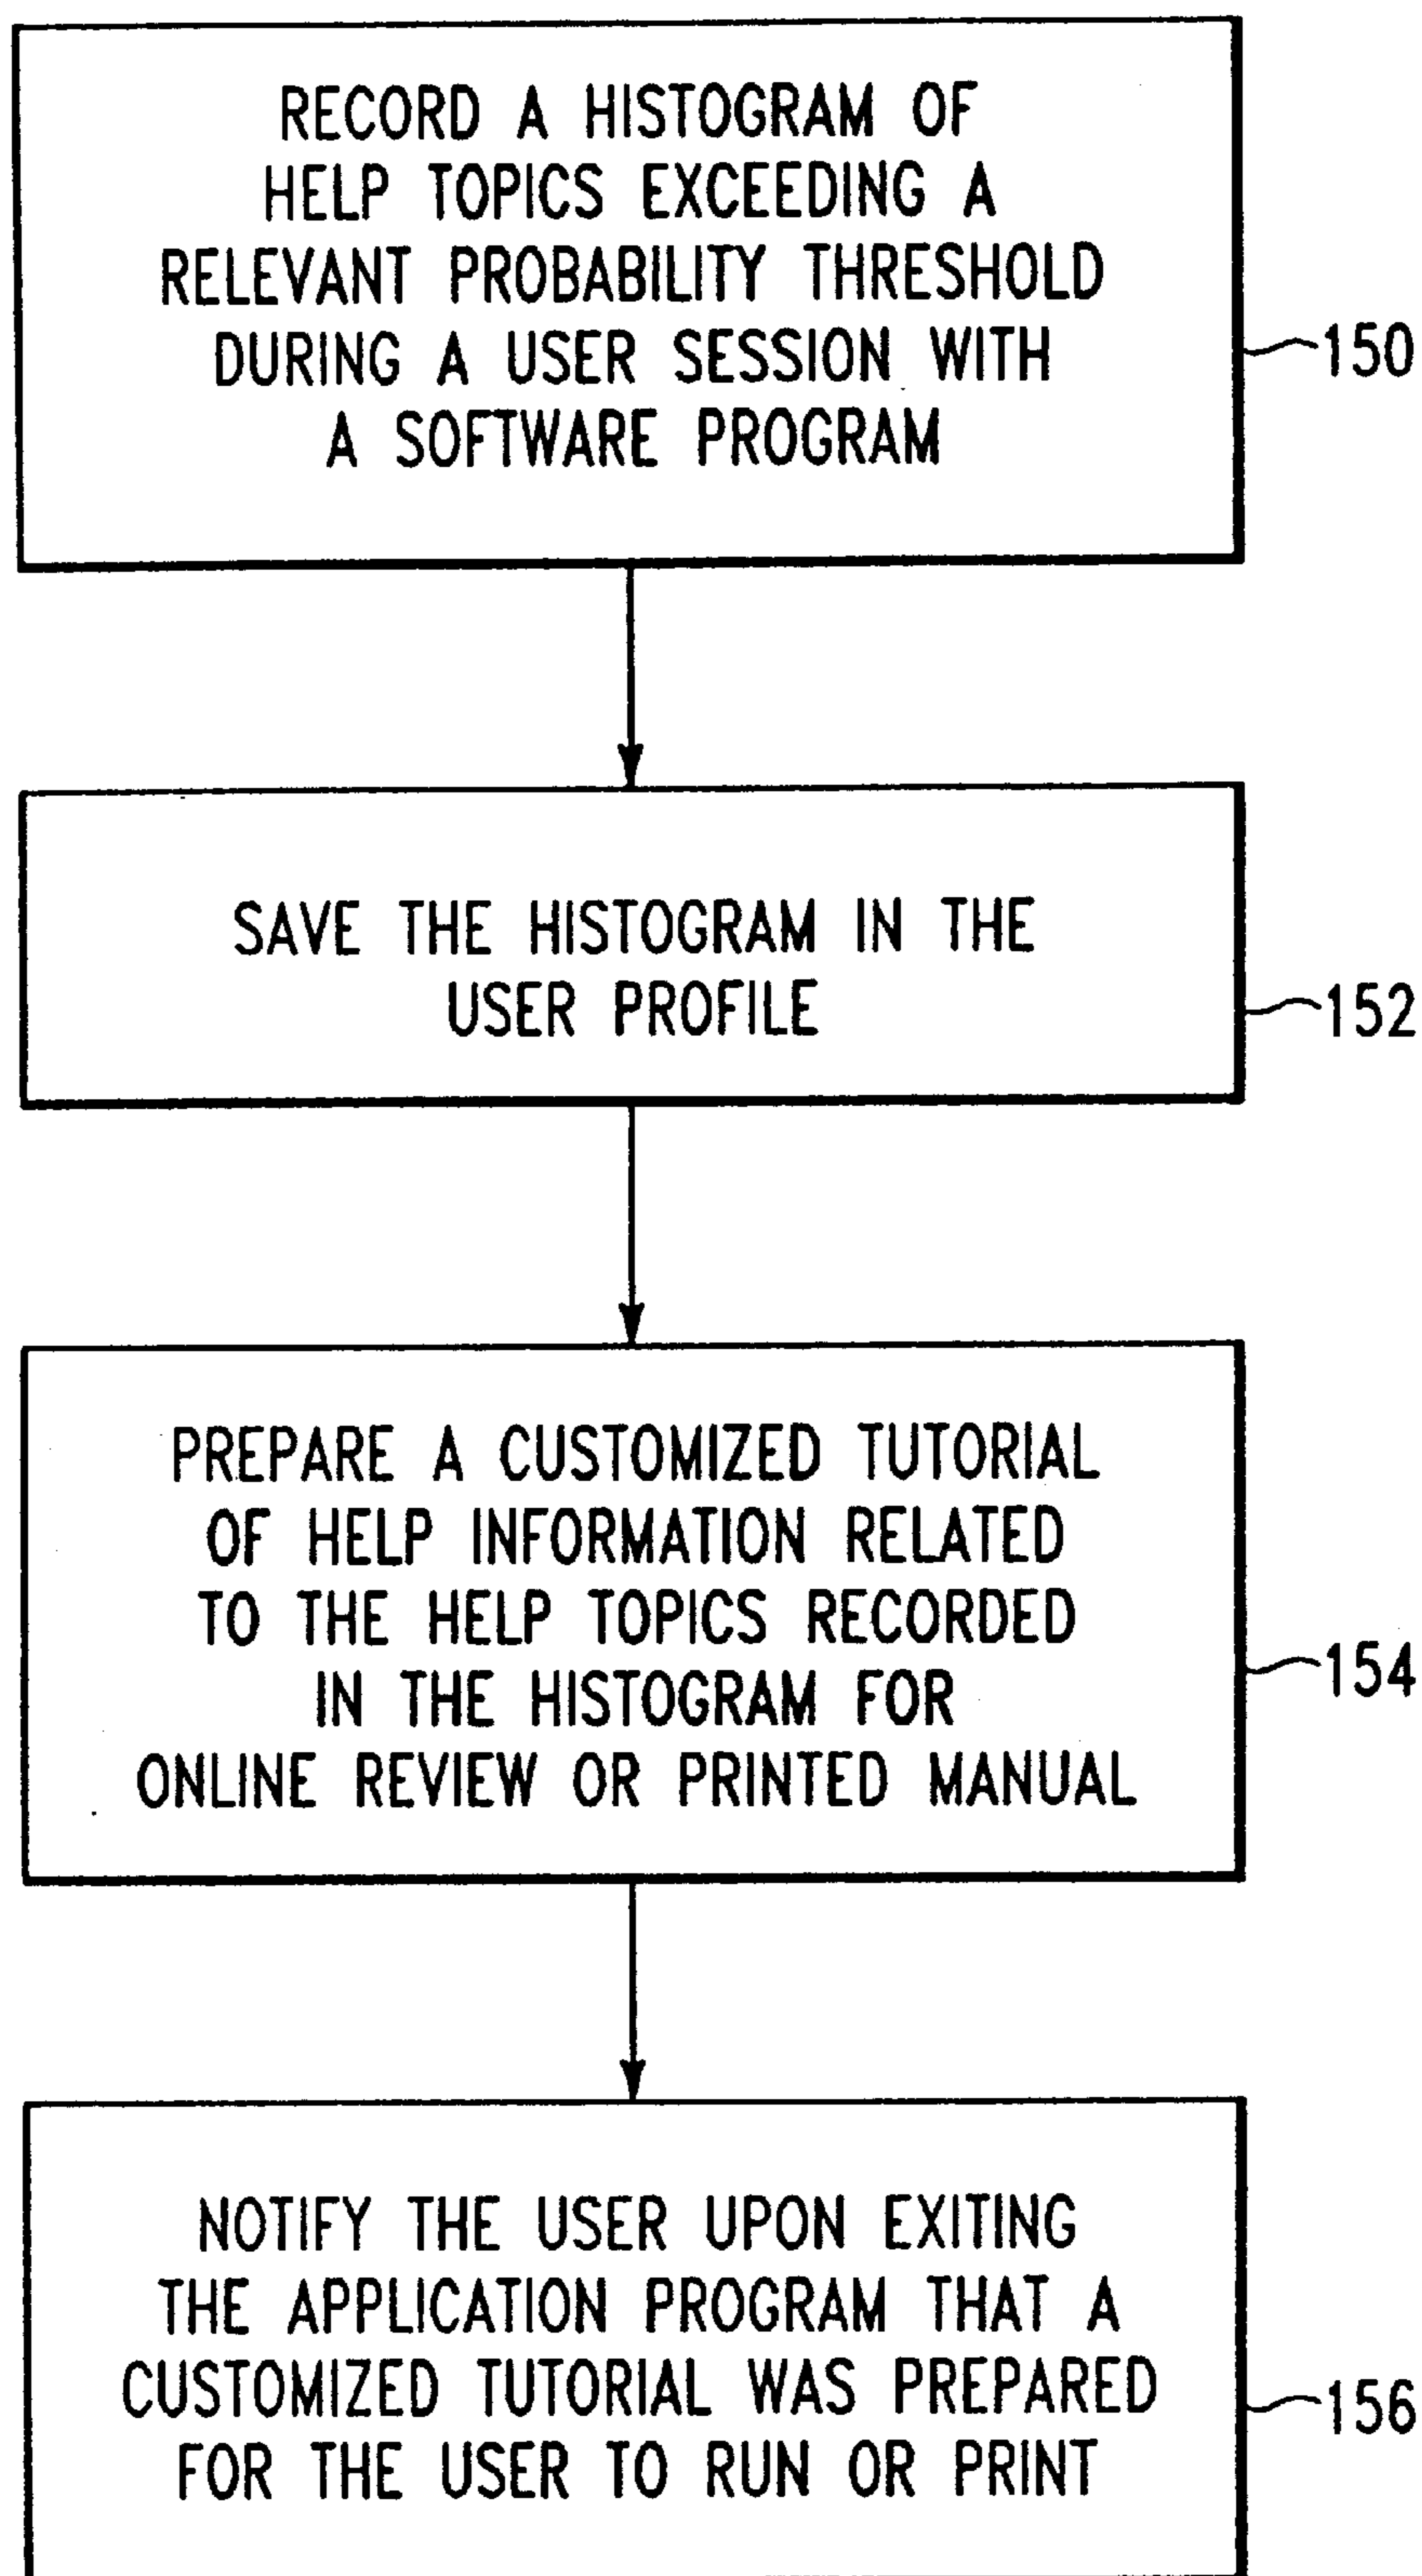 RECORD A HISTOGRAM OF
HELP TOPICS EXCEEDING A
RELEVANT PROBABILITY THRESHOLD
DURING A USER SESSION WITH
A SOFTWARE PROGRAM
150
SAVE THE HISTOGRAM IN THE
USER PROFILE
152
PREPARE A CUSTOMIZED TUTORIAL
OF HELP INFORMATION RELATED
TO THE HELP TOPICS RECORDED
IN THE HISTOGRAM FOR
ONLINE REVIEW OR PRINTED MANUAL
154
NOTIFY THE USER UPON EXITING
THE APPLICATION PROGRAM THAT A
CUSTOMIZED TUTORIAL WAS PREPARED
FOR THE USER TO RUN OR PRINT
156